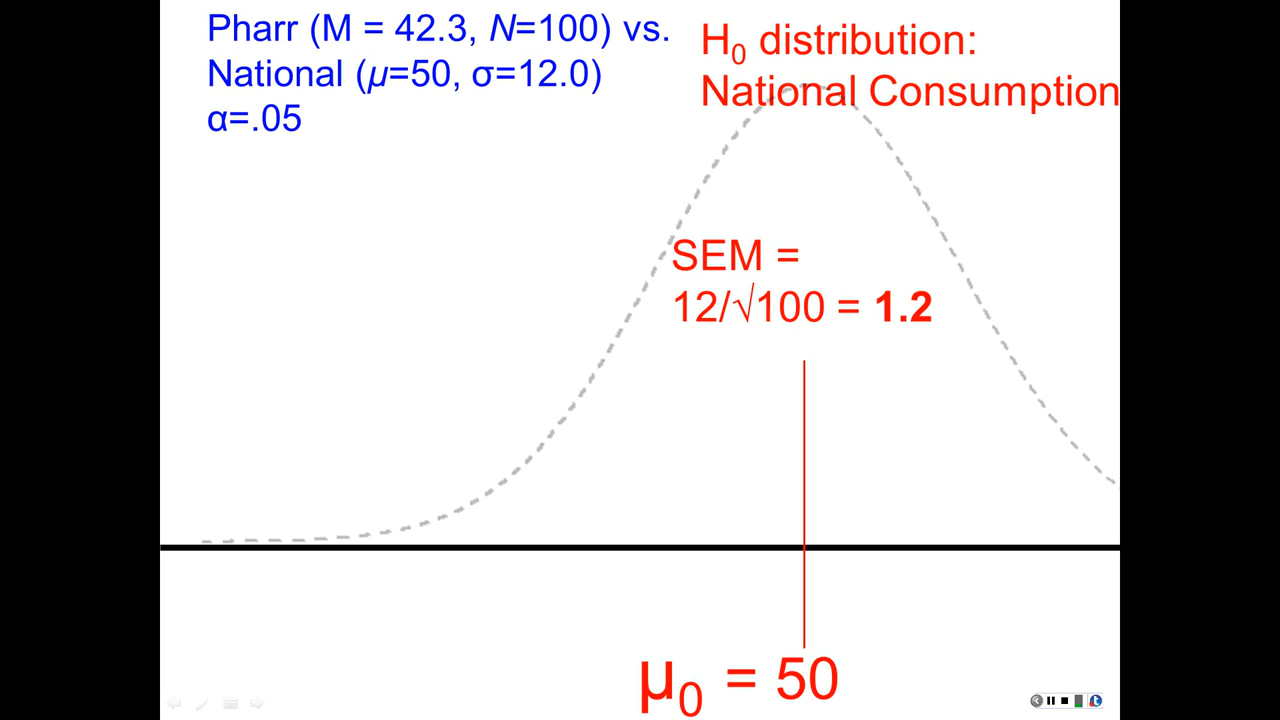 Pharr (M = 42.3, N=100) vs.
National (μ=50, σ=12.0)
α=.05
H₀ distribution:
National Consumption
SEM =
12/√100 = 1.2
μ₀ = 50